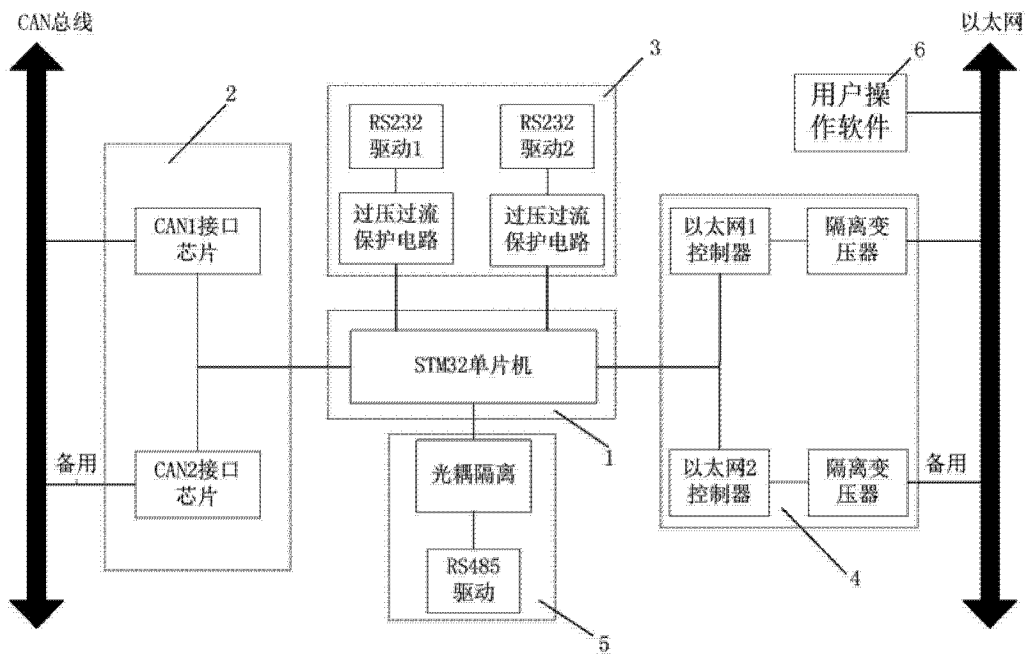 CAN总线
以太网
3
6
2
RS232
驱动1
RS232
驱动2
用户操
作软件
过压过流
保护电路
过压过流
保护电路
CAN1接口
芯片
以太网1
控制器
隔离变
压器
STM32单片机
1
备用
CAN2接口
芯片
光耦隔离
以太网2
控制器
隔离变
压器
备用
RS485
驱动
4
5